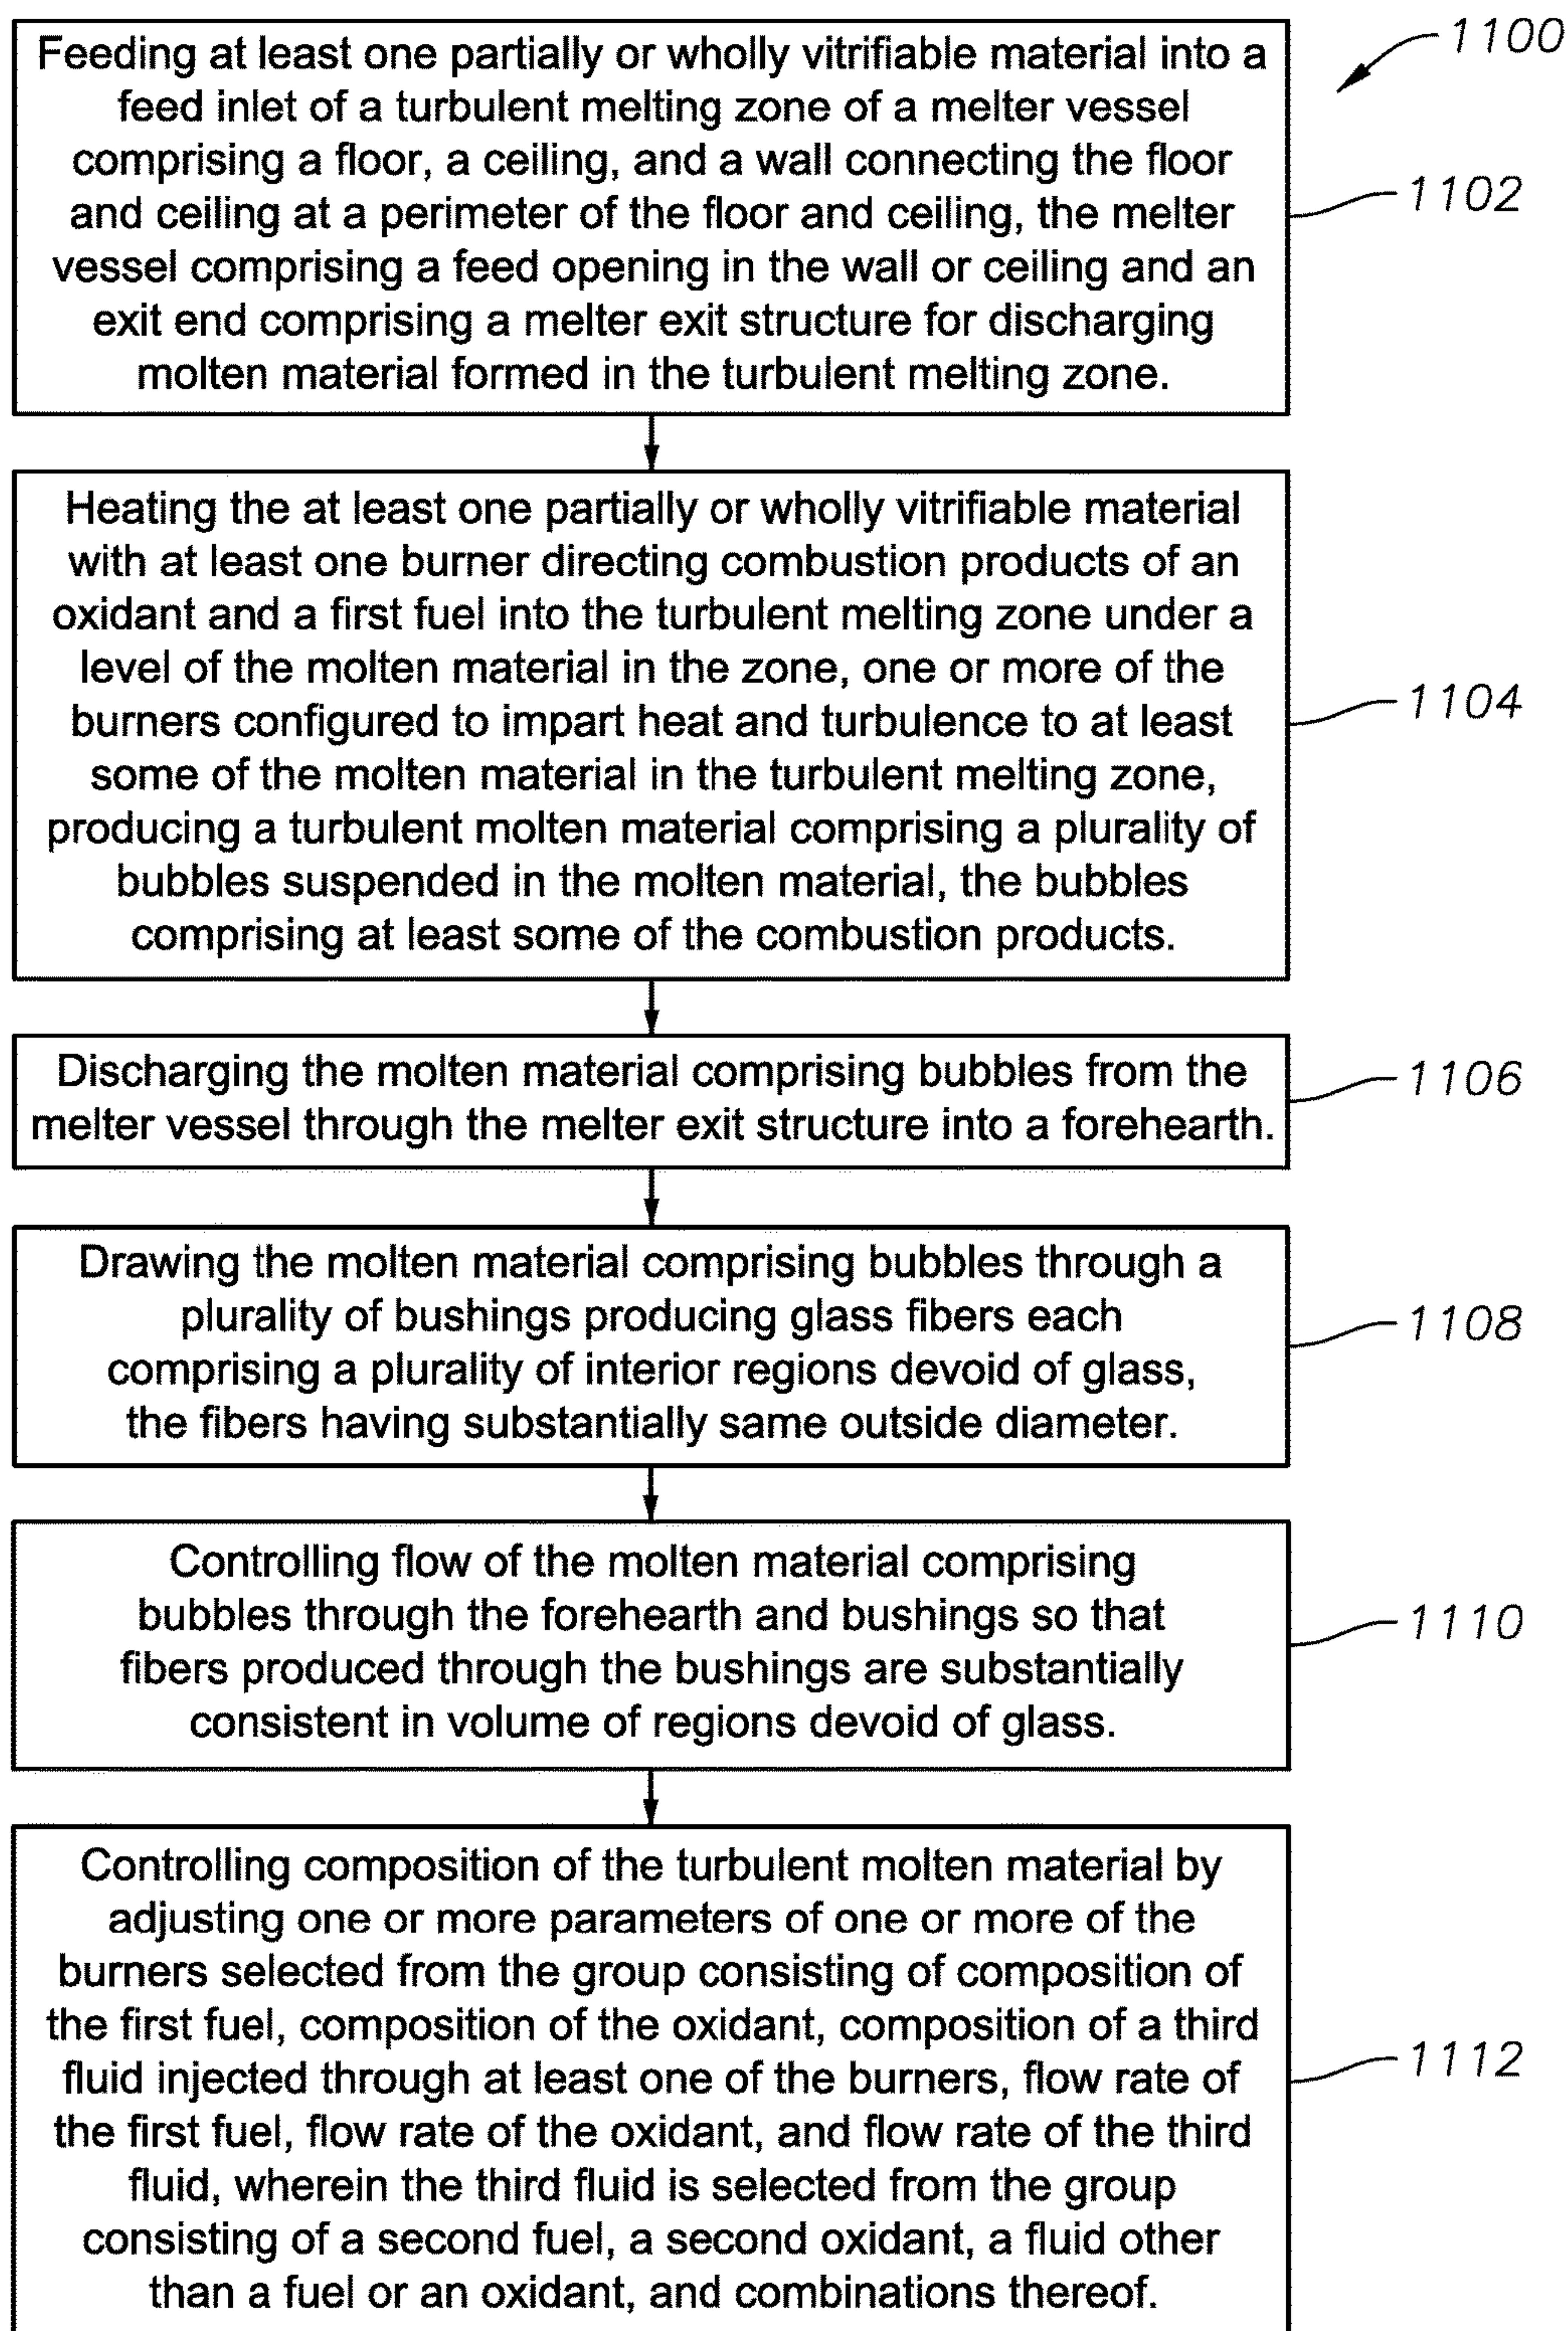 1100
Feeding at least one partially or wholly vitrifiable material into a
feed inlet of a turbulent melting zone of a melter vessel
comprising a floor, a ceiling, and a wall connecting the floor
and ceiling at a perimeter of the floor and ceiling, the melter
vessel comprising a feed opening in the wall or ceiling and an
exit end comprising a melter exit structure for discharging
molten material formed in the turbulent melting zone.
1102
Heating the at least one partially or wholly vitrifiable material
with at least one burner directing combustion products of an
oxidant and a first fuel into the turbulent melting zone under a
level of the molten material in the zone, one or more of the
burners configured to impart heat and turbulence to at least
some of the molten material in the turbulent melting zone,
producing a turbulent molten material comprising a plurality of
bubbles suspended in the molten material, the bubbles
comprising at least some of the combustion products.
1104
Discharging the molten material comprising bubbles from the
melter vessel through the melter exit structure into a forehearth.
1106
Drawing the molten material comprising bubbles through a
plurality of bushings producing glass fibers each
comprising a plurality of interior regions devoid of glass,
the fibers having substantially same outside diameter.
1108
Controlling flow of the molten material comprising
bubbles through the forehearth and bushings so that
fibers produced through the bushings are substantially
consistent in volume of regions devoid of glass.
1110
Controlling composition of the turbulent molten material by
adjusting one or more parameters of one or more of the
burners selected from the group consisting of composition of
the first fuel, composition of the oxidant, composition of a third
fluid injected through at least one of the burners, flow rate of
the first fuel, flow rate of the oxidant, and flow rate of the third
fluid, wherein the third fluid is selected from the group
consisting of a second fuel, a second oxidant, a fluid other
than a fuel or an oxidant, and combinations thereof.
1112